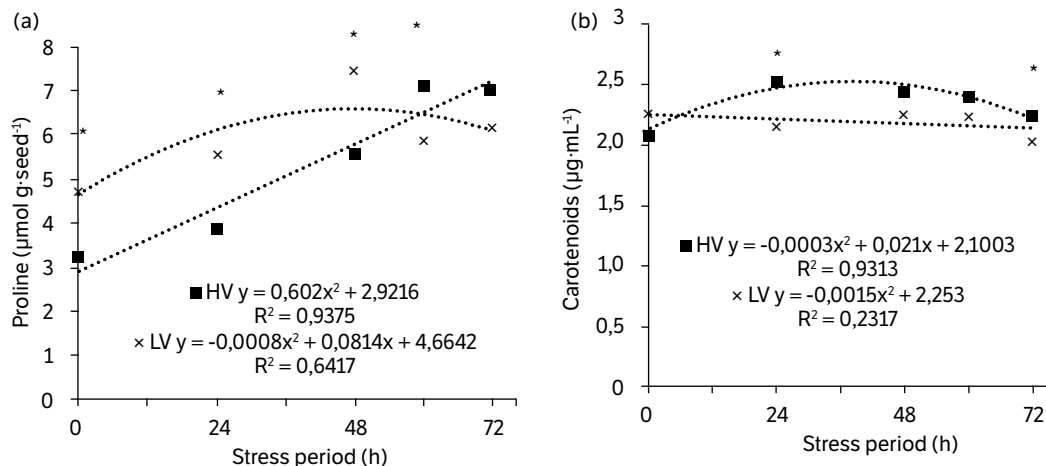 (a)
*
*
*
*
8
7
6
5
4
3
2
1
0
Proline (µmol g·seed⁻¹)
■ HV y = 0,602x² + 2,9216
R² = 0,9375
× LV y = -0,0008x² + 0,0814x + 4,6642
R² = 0,6417
0 24 48 72
Stress period (h)
(b)
*
*
3
2,5
2,0
1,5
1,0
0,5
0
Carotenoids (µg·mL⁻¹)
■ HV y = -0,0003x² + 0,021x + 2,1003
R² = 0,9313
× LV y = -0,0015x² + 2,253
R² = 0,2317
0 24 48 72
Stress period (h)